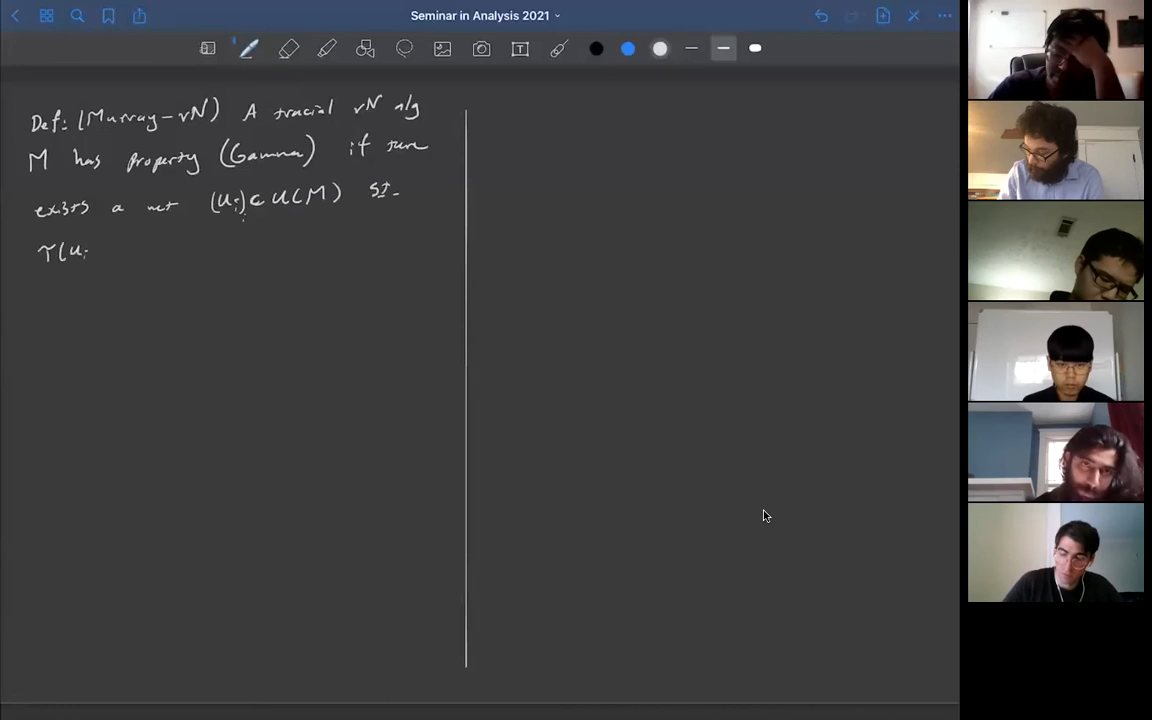 Seminar in Analysis 2021
Def: (Murray-vN) A tracial vN alg
M has property (Gamma) if there
exists a net (u_i)_i ⊂ U(M) st.
τ(u_i